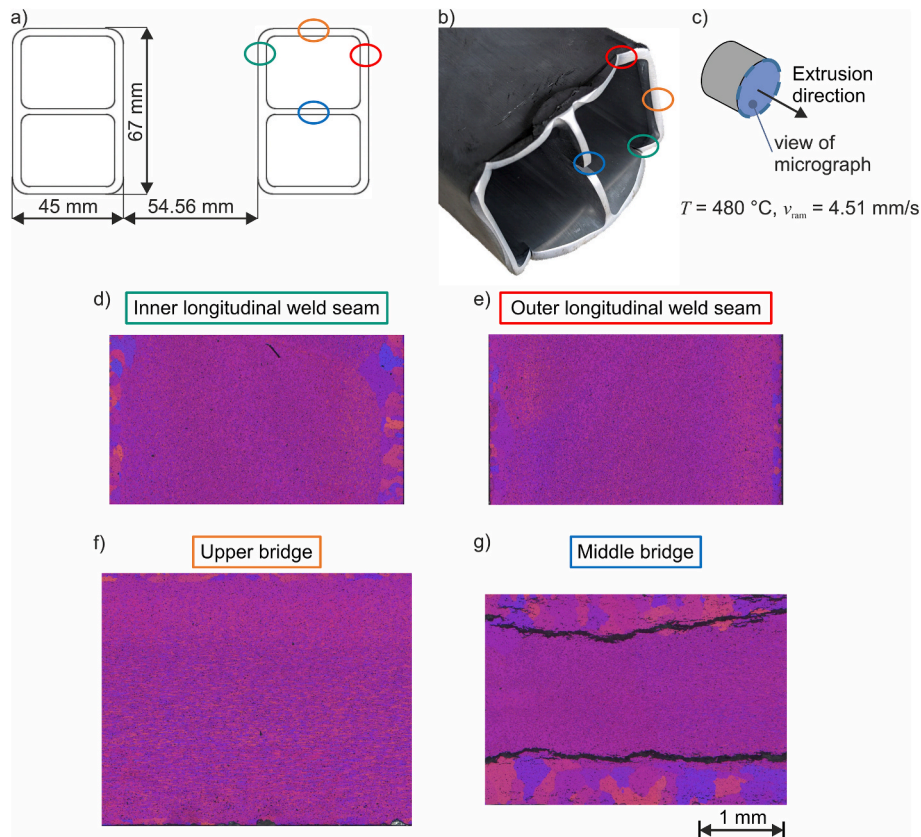 a)
67 mm
45 mm
54.56 mm
b)
c)
Extrusion
direction
view of
micrograph
T = 480 °C, vram = 4.51 mm/s
d)
Inner longitudinal weld seam
e)
Outer longitudinal weld seam
f)
Upper bridge
g)
Middle bridge
1 mm